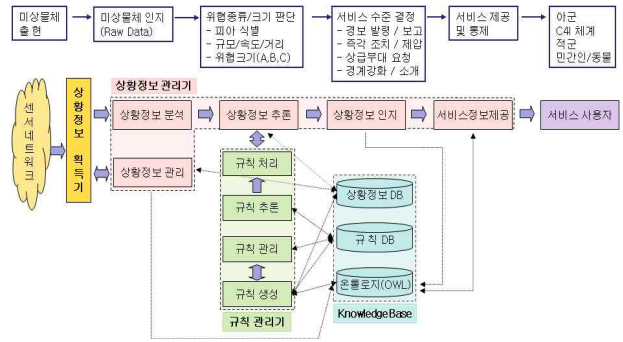 미상물체
출 현
미상물체 인지
(Raw Data)
위협종류/크기 판단
- 피아 식별
- 규모/속도/거리
- 위협크기(A,B,C)
서비스 수준 결정
- 경보 발령 / 보고
- 즉각 조치 / 제압
- 상급부대 요청
- 경계강화 / 소개
서비스 제공
및 통제
아군
C4I 체계
적군
민간인/동물
상황정보 관리기
센서네트워크
상황정보 획득기
상황정보 분석
상황정보 추론
상황정보 인지
서비스정보제공
서비스 사용자
상황정보 관리
규칙 처리
규칙 추론
규칙 관리
규칙 생성
규칙 관리기
상황정보 DB
규칙 DB
온톨로지(OWL)
KnowledgeBase